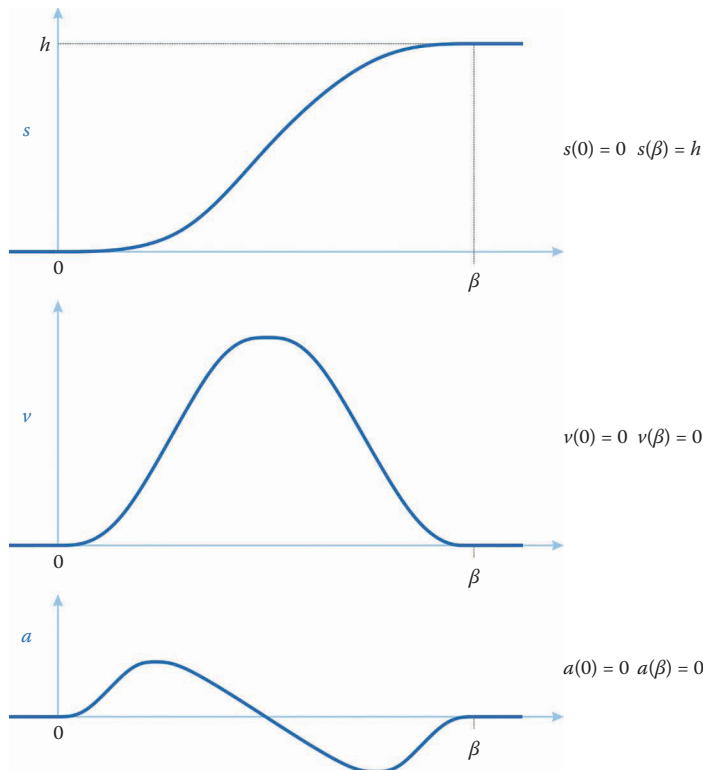 h
s
s(0) = 0 s(β) = h
0
β
v
v(0) = 0 v(β) = 0
0
β
a
a(0) = 0 a(β) = 0
0
β